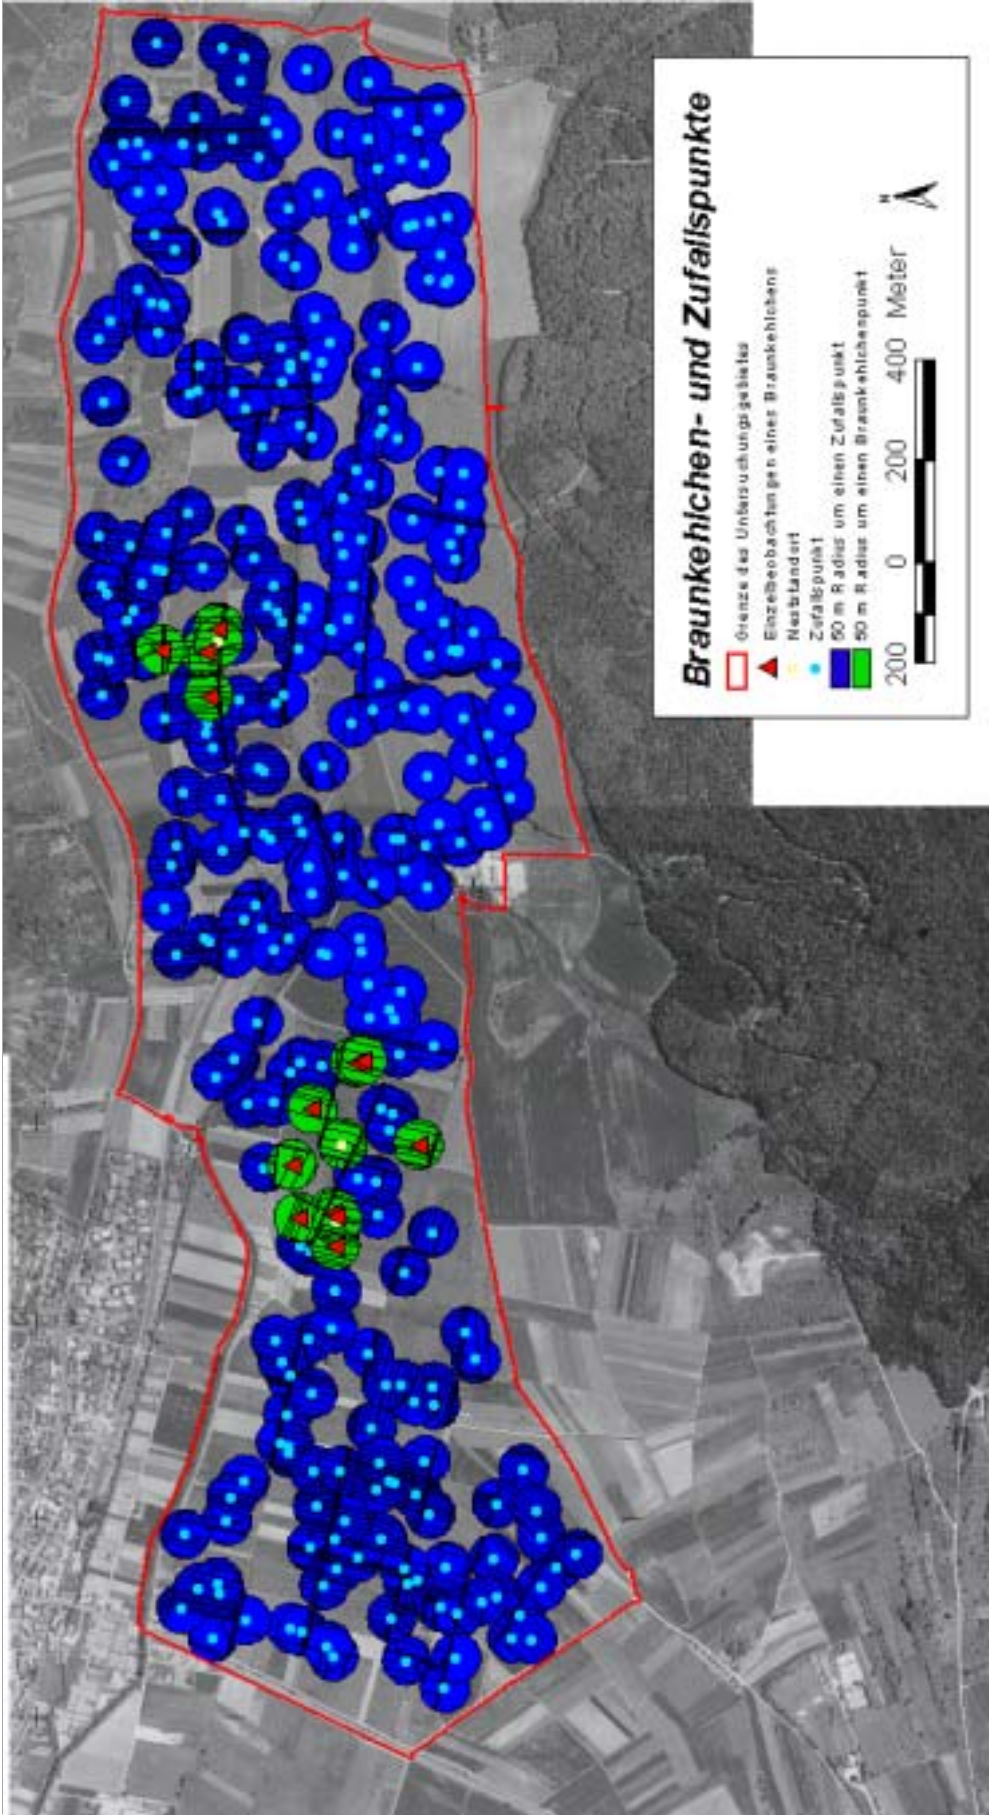 Braunkehlchen- und Zufallspunkte
Grenze des Untersuchungsgebietes
Einzelbeobachtungen eines Braunkehlchens
Neststandort
Zufallspunkt
50 m Radius um einen Zufallspunkt
50 m Radius um einen Braunkehlchenpunkt
200 0 200 400 Meter
N